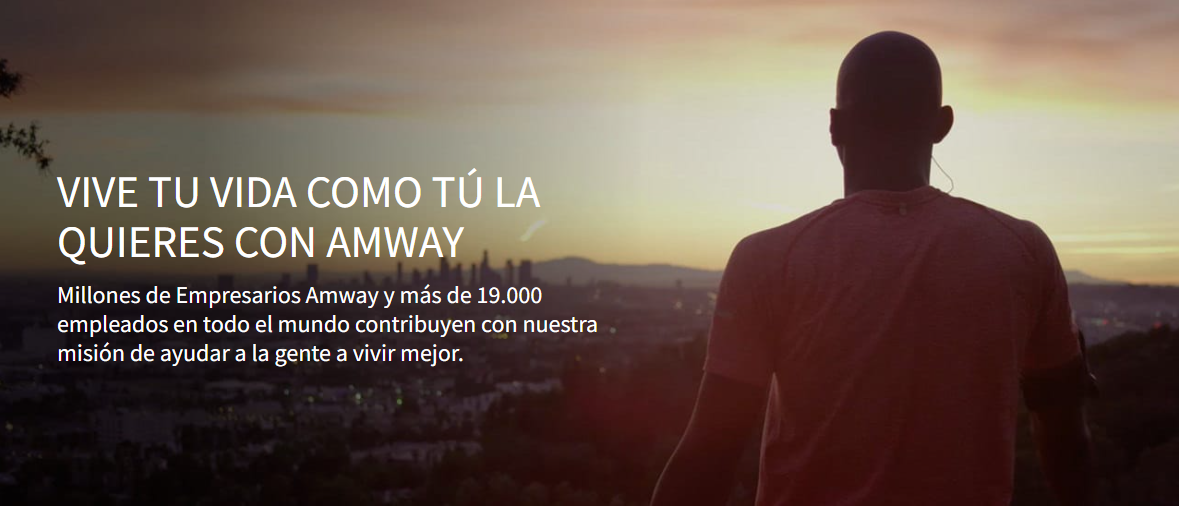 VIVE TU VIDA COMO TÚ LA
QUIERES CON AMWAY
Millones de Empresarios Amway y más de 19.000
empleados en todo el mundo contribuyen con nuestra
misión de ayudar a la gente a vivir mejor.